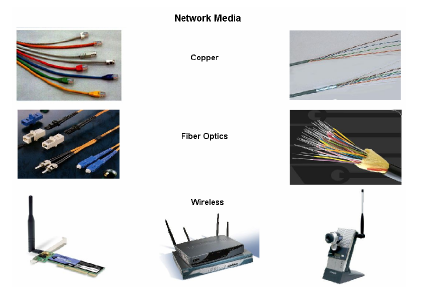 Network Media
Copper
Fiber Optics
Wireless